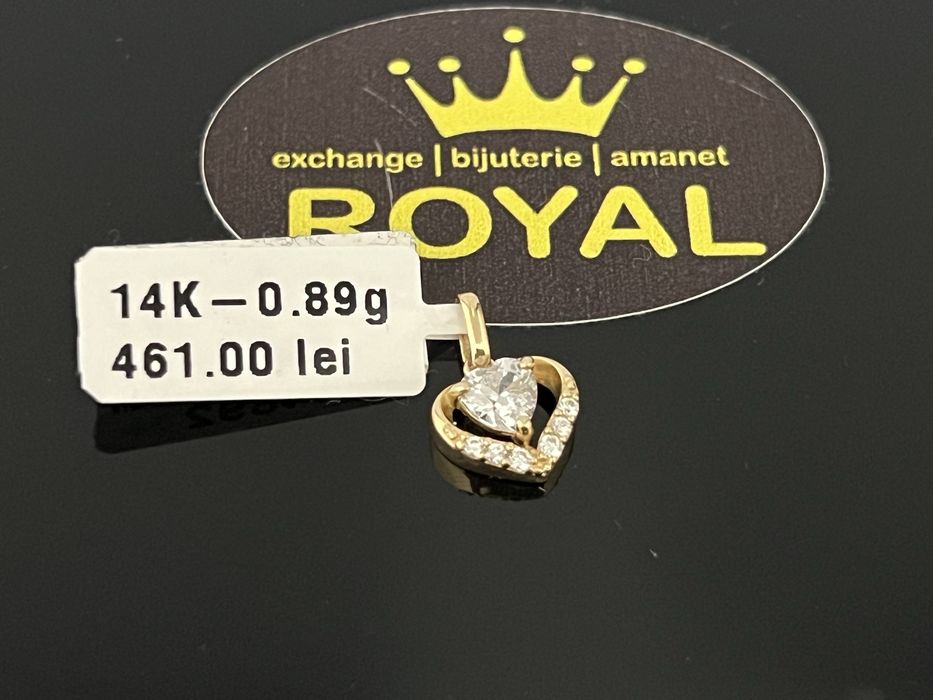 exchange | bijuterie | amanet
ROYAL
14K – 0.89g
461.00 lei